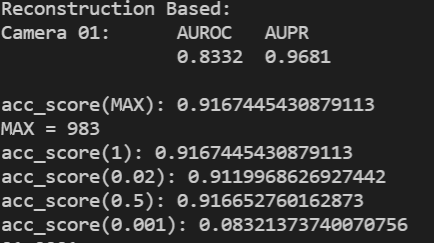 Reconstruction Based:
Camera 01: AUROC AUPR
0.8332 0.9681
acc_score(MAX): 0.9167445430879113
MAX = 983
acc_score(1): 0.9167445430879113
acc_score(0.02): 0.9119968626927442
acc_score(0.5): 0.916652760162873
acc_score(0.001): 0.08321373740070756